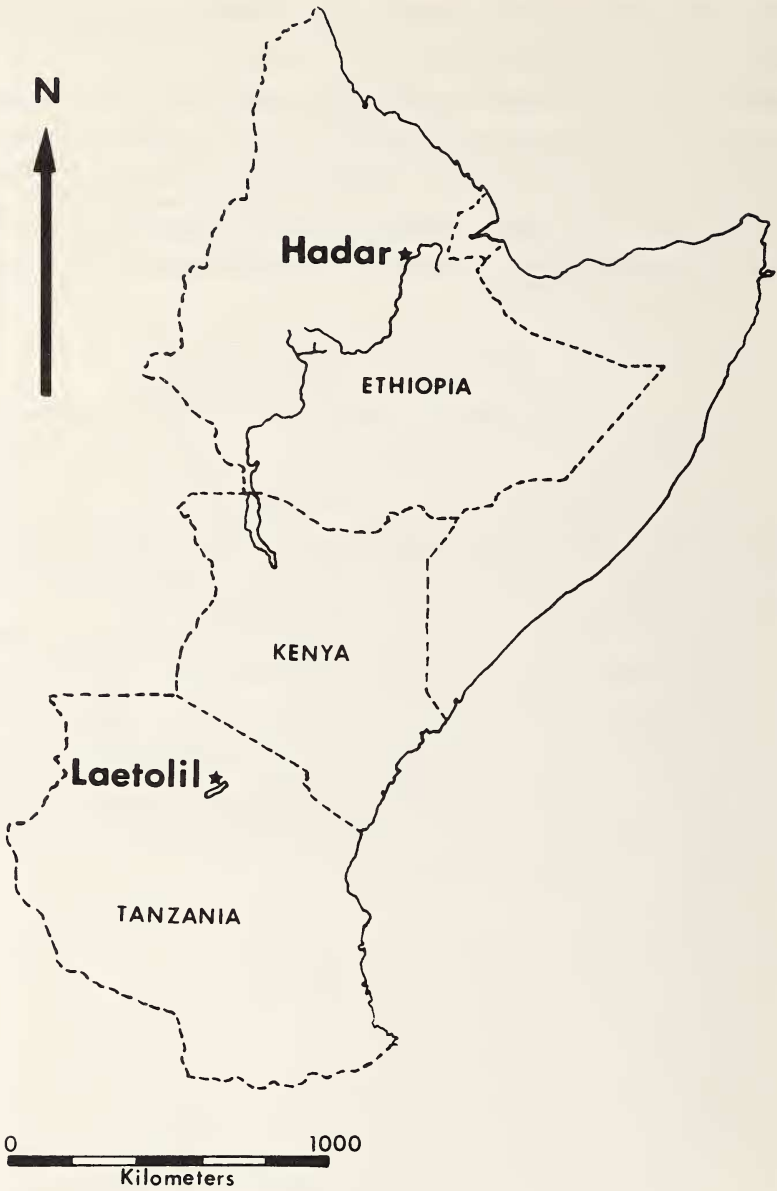 N
Hadar
ETHIOPIA
KENYA
Laetolil
TANZANIA
0 1000
Kilometers